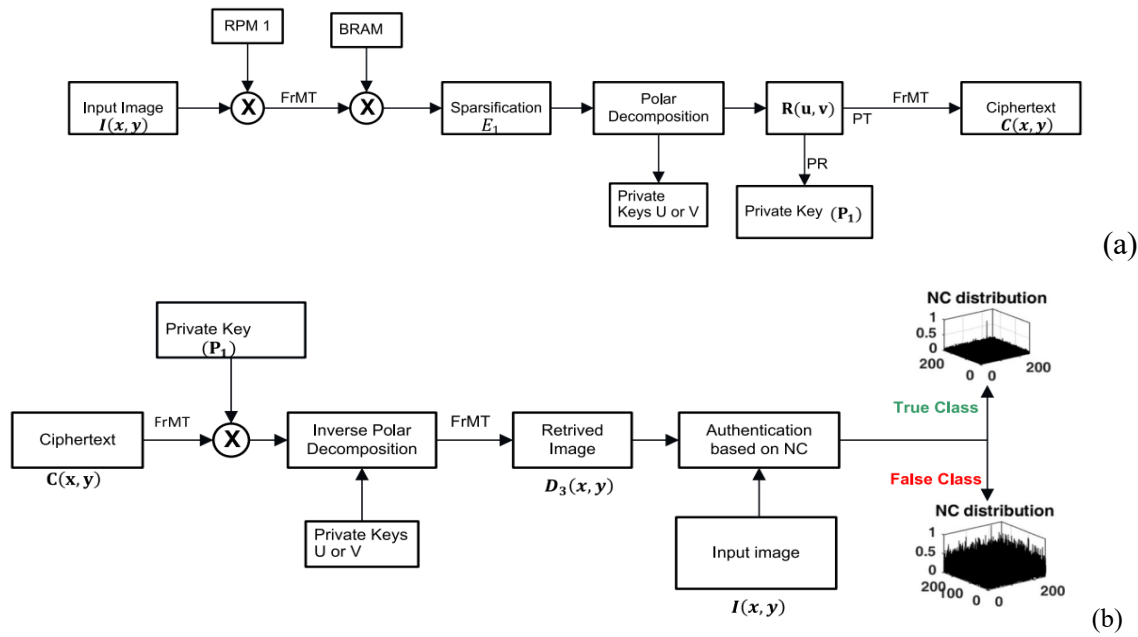 RPM 1
BRAM
Input Image
I(x, y)
X
FrMT
X
Sparsification
E₁
Polar
Decomposition
R(u, v)
PT
FrMT
Ciphertext
C(x, y)
PR
Private
Keys U or V
Private Key (P₁)
(a)
Private Key
(P₁)
Ciphertext
C(x, y)
FrMT
X
Inverse Polar
Decomposition
FrMT
Retrived
Image
D₃(x, y)
Authentication
based on NC
Private Keys
U or V
Input image
I(x, y)
NC distribution
1
0.5
0
200
0
0
200
True Class
False Class
NC distribution
1
0.5
0
200
100
0
0
200
(b)